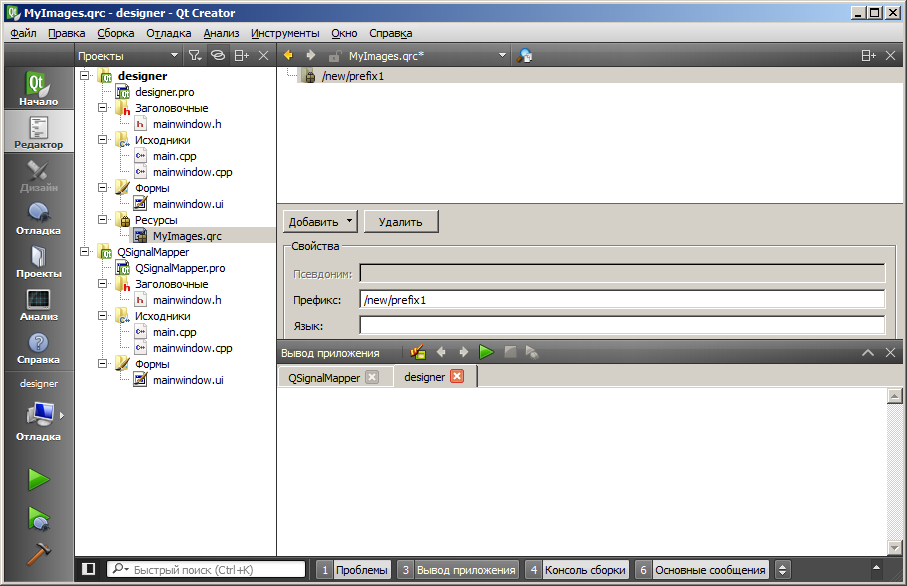 MyImages.qrc - designer - Qt Creator
Файл Правка Сборка Отладка Анализ Инструменты Окно Справка
Проекты
MyImages.qrc*
Начало
Редактор
Дизайн
Отладка
Проекты
Анализ
Справка
designer
Отладка
designer
designer.pro
Заголовочные
mainwindow.h
Исходники
main.cpp
mainwindow.cpp
Формы
mainwindow.ui
Ресурсы
MyImages.qrc
QSignalMapper
QSignalMapper.pro
Заголовочные
mainwindow.h
Исходники
main.cpp
mainwindow.cpp
Формы
mainwindow.ui
/new/prefix1
Добавить Удалить
Свойства
Псевдоним:
Префикс: /new/prefix1
Язык:
Вывод приложения
QSignalMapper designer
Быстрый поиск (Ctrl+K) 1 Проблемы 3 Вывод приложения 4 Консоль сборки 6 Основные сообщения